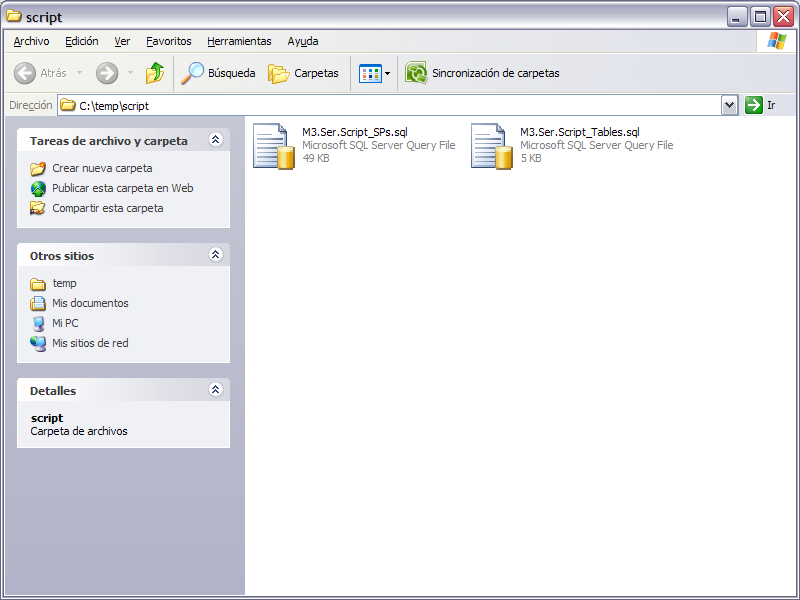 script
Archivo Edición Ver Favoritos Herramientas Ayuda
Atrás Búsqueda Carpetas Sincronización de carpetas
Dirección C:\temp\script Ir
Tareas de archivo y carpeta
Crear nueva carpeta
Publicar esta carpeta en Web
Compartir esta carpeta
Otros sitios
temp
Mis documentos
Mi PC
Mis sitios de red
Detalles
script
Carpeta de archivos
M3.Ser.Script_SPs.sql
Microsoft SQL Server Query File
49 KB
M3.Ser.Script_Tables.sql
Microsoft SQL Server Query File
5 KB